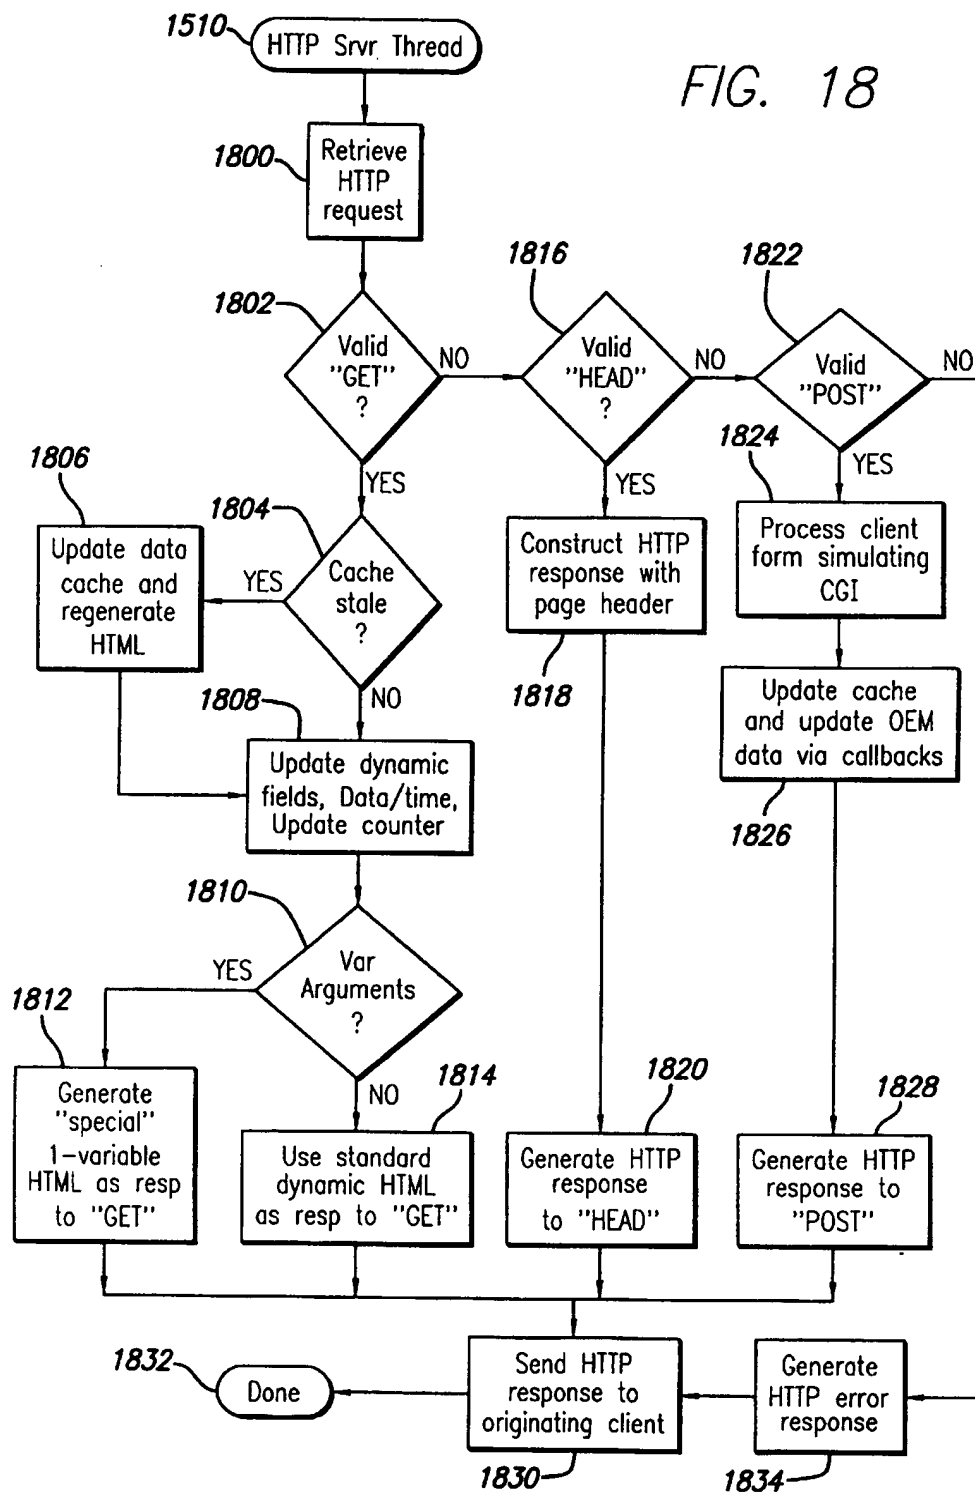 1510
HTTP Srvr Thread
FIG. 18
1800
Retrieve
HTTP
request
1802
Valid
"GET"
?
NO
YES
1816
Valid
"HEAD"
?
NO
YES
1822
Valid
"POST"
?
NO
YES
1806
Update data
cache and
regenerate
HTML
1804
Cache
stale
?
YES
NO
Construct HTTP
response with
page header
1818
1824
Process client
form simulating
CGI
1808
Update dynamic
fields, Data/time,
Update counter
Update cache
and update OEM
data via callbacks
1826
1810
Var
Arguments
?
YES
NO
1812
Generate
"special"
1-variable
HTML as resp
to "GET"
1814
Use standard
dynamic HTML
as resp to "GET"
1820
Generate HTTP
response
to "HEAD"
1828
Generate HTTP
response to
"POST"
1832
Done
Send HTTP
response to
originating client
1830
Generate
HTTP error
response
1834